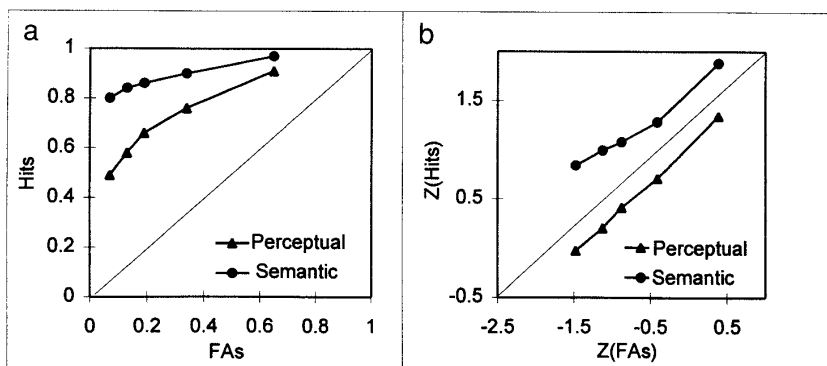 a
1
0.8
0.6
0.4
0.2
0
Hits
Perceptual
Semantic
0 0.2 0.4 0.6 0.8 1
FAs
b
1.5
0.5
-0.5
Z(Hits)
Perceptual
Semantic
-2.5 -1.5 -0.5 0.5
Z(FAs)